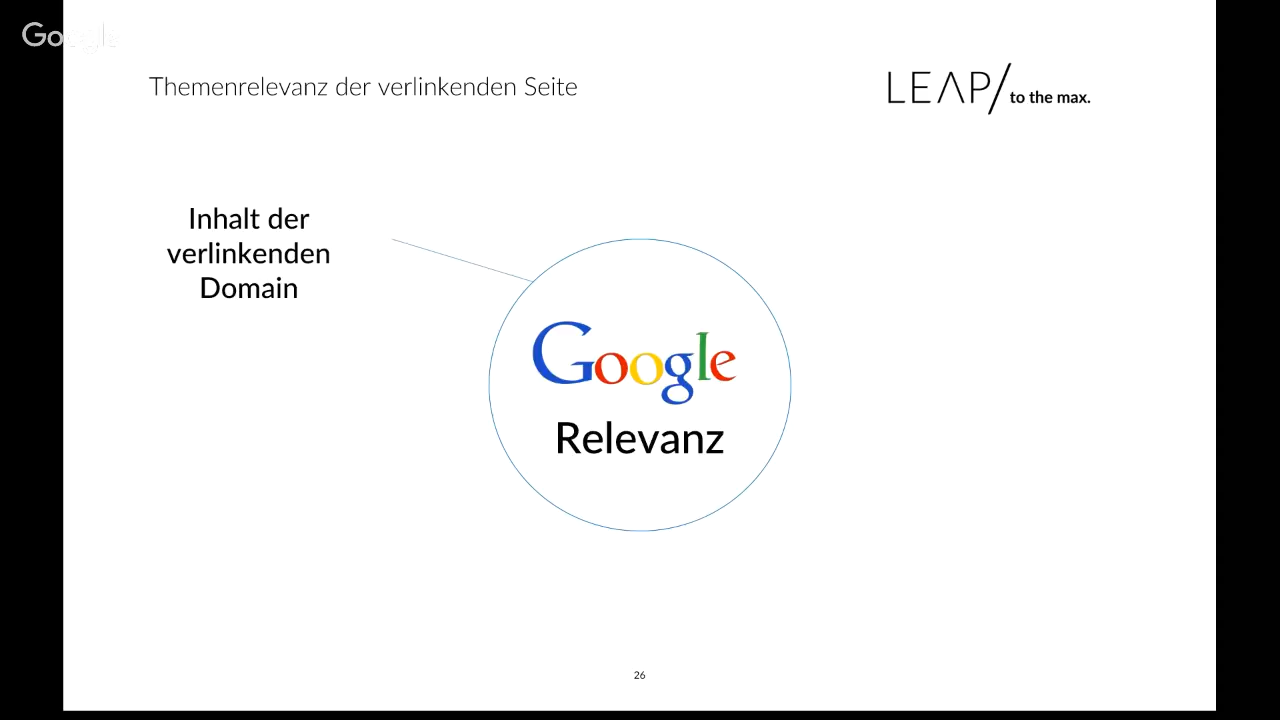 Google
Themenrelevanz der verlinkenden Seite
LEAP/ to the max.
Inhalt der
verlinkenden
Domain
Google
Relevanz
26